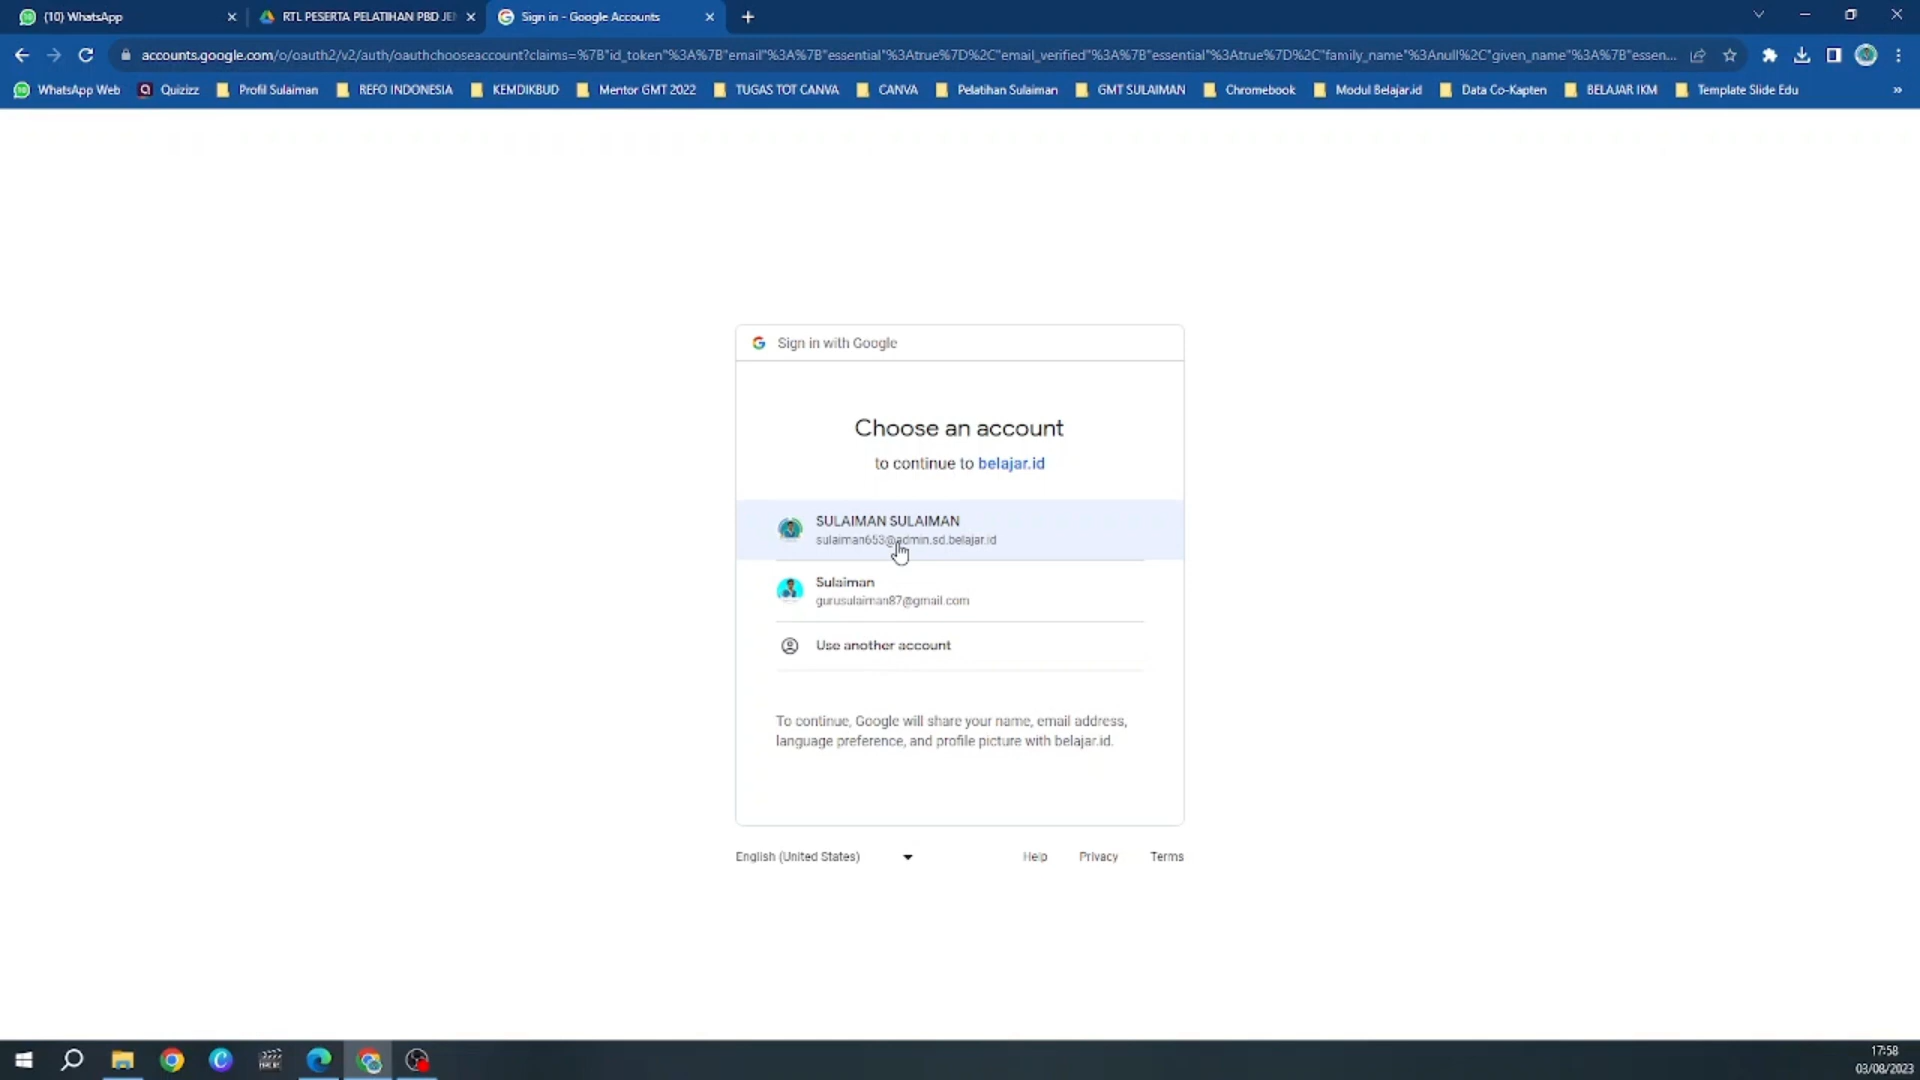 (10) WhatsApp
RTL PESERTA PELATIHAN PBD JE
Sign in - Google Accounts
accounts.google.com/o/oauth2/v2/auth/oauthchooseaccount?claims=%7B"id_token"%3A%7B"email"%3A%7B"essential"%3Atrue%7D%2C"email_verified"%3A%7B"essential"%3Atrue%7D%2C"family_name"%3Anull%2C"given_name"%3A%7B"essen...
WhatsApp Web
Quizizz
Profil Sulaiman
REFO INDONESIA
KEMDIKBUD
Mentor GMT 2022
TUGAS TOT CANVA
CANVA
Pelatihan Sulaiman
GMT SULAIMAN
Chromebook
Modul Belajar.id
Data Co-Kapten
BELAJAR IKM
Template Slide Edu
»
Sign in with Google
Choose an account
to continue to belajar.id
SULAIMAN SULAIMAN
sulaiman653@admin.sd.belajar.id
Sulaiman
gurusulaiman87@gmail.com
Use another account
To continue, Google will share your name, email address,
language preference, and profile picture with belajar.id.
English (United States)
Help
Privacy
Terms
17:58
03/08/2023